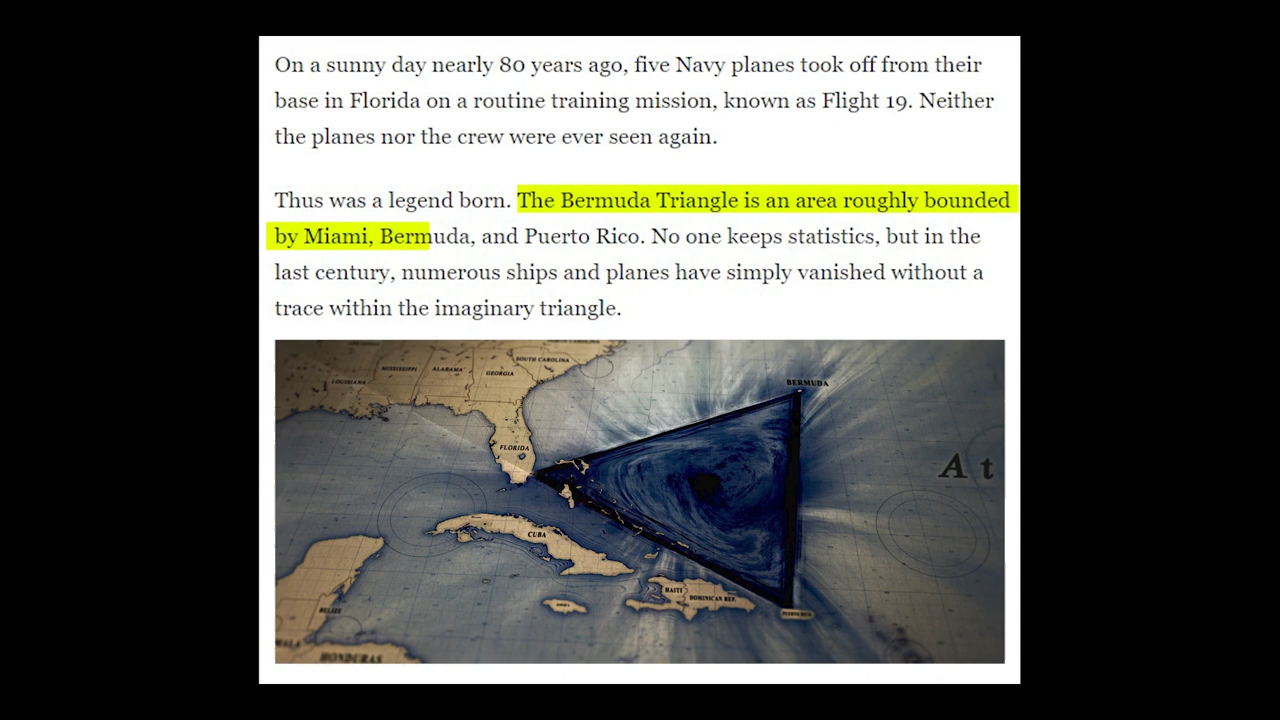 On a sunny day nearly 80 years ago, five Navy planes took off from their
base in Florida on a routine training mission, known as Flight 19. Neither
the planes nor the crew were ever seen again.
Thus was a legend born. The Bermuda Triangle is an area roughly bounded
by Miami, Bermuda, and Puerto Rico. No one keeps statistics, but in the
last century, numerous ships and planes have simply vanished without a
trace within the imaginary triangle.
SOUTH CAROLINA
MISSISSIPPI
ALABAMA
GEORGIA
LOUISIANA
BERMUDA
FLORIDA
At
CUBA
HAITI
DOMINICAN REP.
BELIZE
PUERTO RICO
HONDURAS